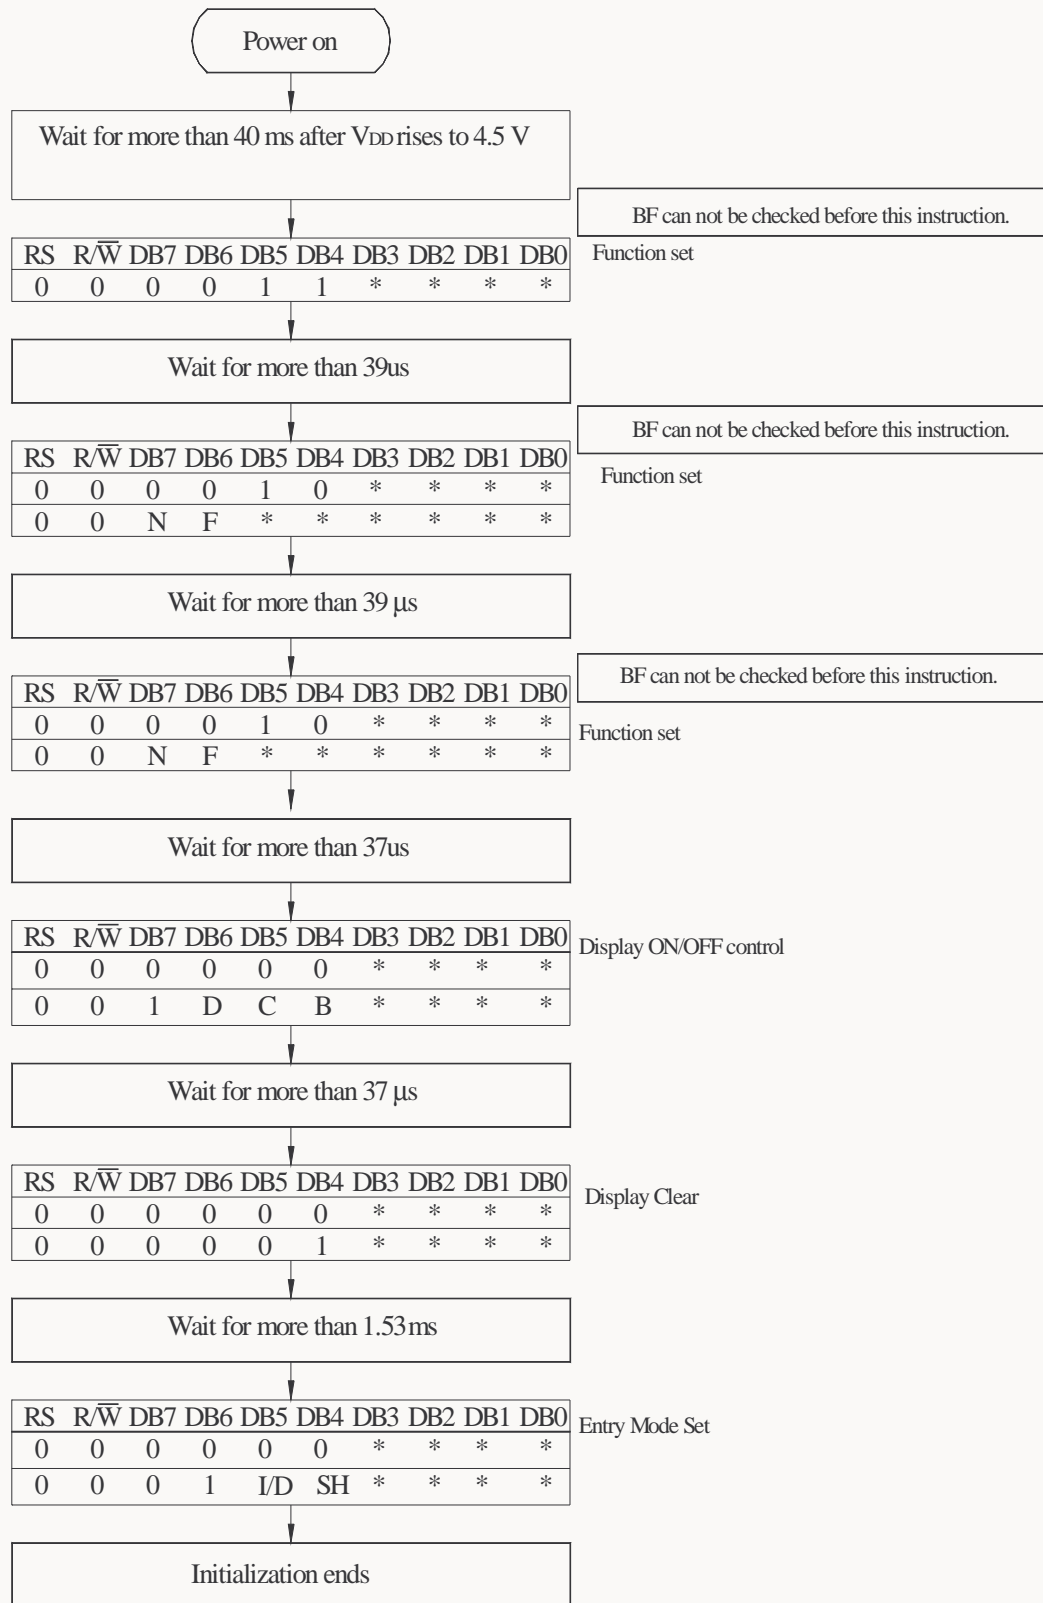 Power on
Wait for more than 40 ms after VDD rises to 4.5 V
BF can not be checked before this instruction.
RS R/W̅ DB7 DB6 DB5 DB4 DB3 DB2 DB1 DB0
Function set
0 0 0 0 1 1 * * * *
Wait for more than 39us
BF can not be checked before this instruction.
RS R/W̅ DB7 DB6 DB5 DB4 DB3 DB2 DB1 DB0
Function set
0 0 0 0 1 0 * * * *
0 0 N F * * * * * *
Wait for more than 39 μs
BF can not be checked before this instruction.
RS R/W̅ DB7 DB6 DB5 DB4 DB3 DB2 DB1 DB0
0 0 0 0 1 0 * * * *
Function set
0 0 N F * * * * * *
Wait for more than 37us
RS R/W̅ DB7 DB6 DB5 DB4 DB3 DB2 DB1 DB0
Display ON/OFF control
0 0 0 0 0 0 * * * *
0 0 1 D C B * * * *
Wait for more than 37 μs
RS R/W̅ DB7 DB6 DB5 DB4 DB3 DB2 DB1 DB0
Display Clear
0 0 0 0 0 0 * * * *
0 0 0 0 0 1 * * * *
Wait for more than 1.53ms
RS R/W̅ DB7 DB6 DB5 DB4 DB3 DB2 DB1 DB0
Entry Mode Set
0 0 0 0 0 0 * * * *
0 0 0 1 I/D SH * * * *
Initialization ends